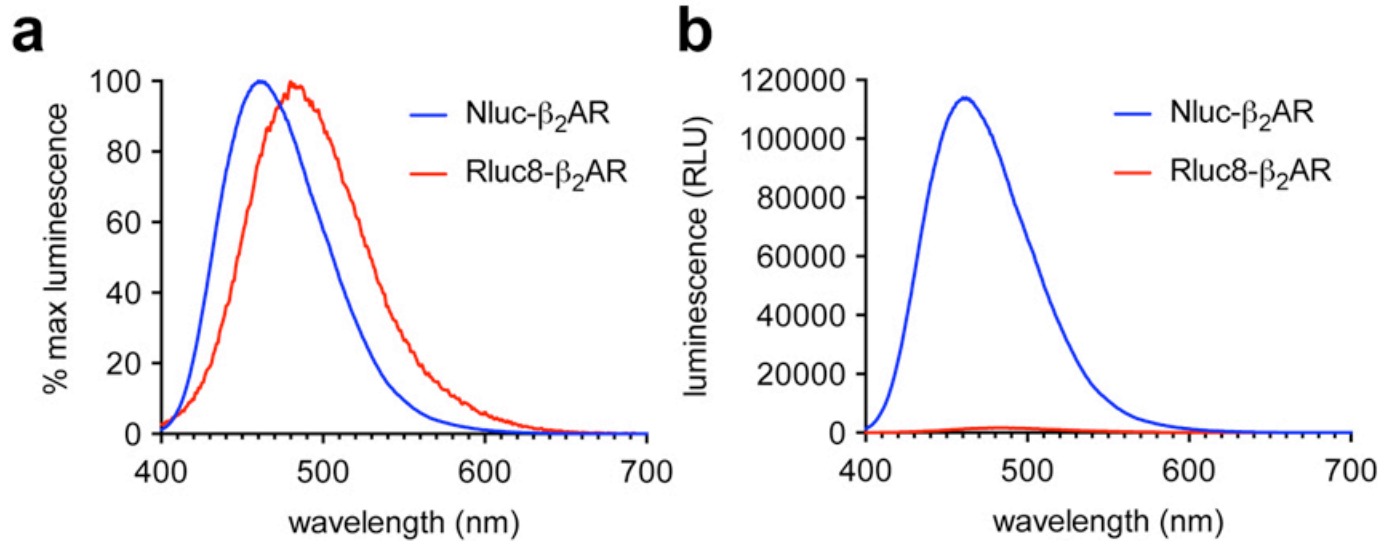 a
% max luminescence
100
80
60
40
20
0
400
500
600
700
wavelength (nm)
Nluc-β₂AR
Rluc8-β₂AR
b
luminescence (RLU)
120000
100000
80000
60000
40000
20000
0
400
500
600
700
wavelength (nm)
Nluc-β₂AR
Rluc8-β₂AR